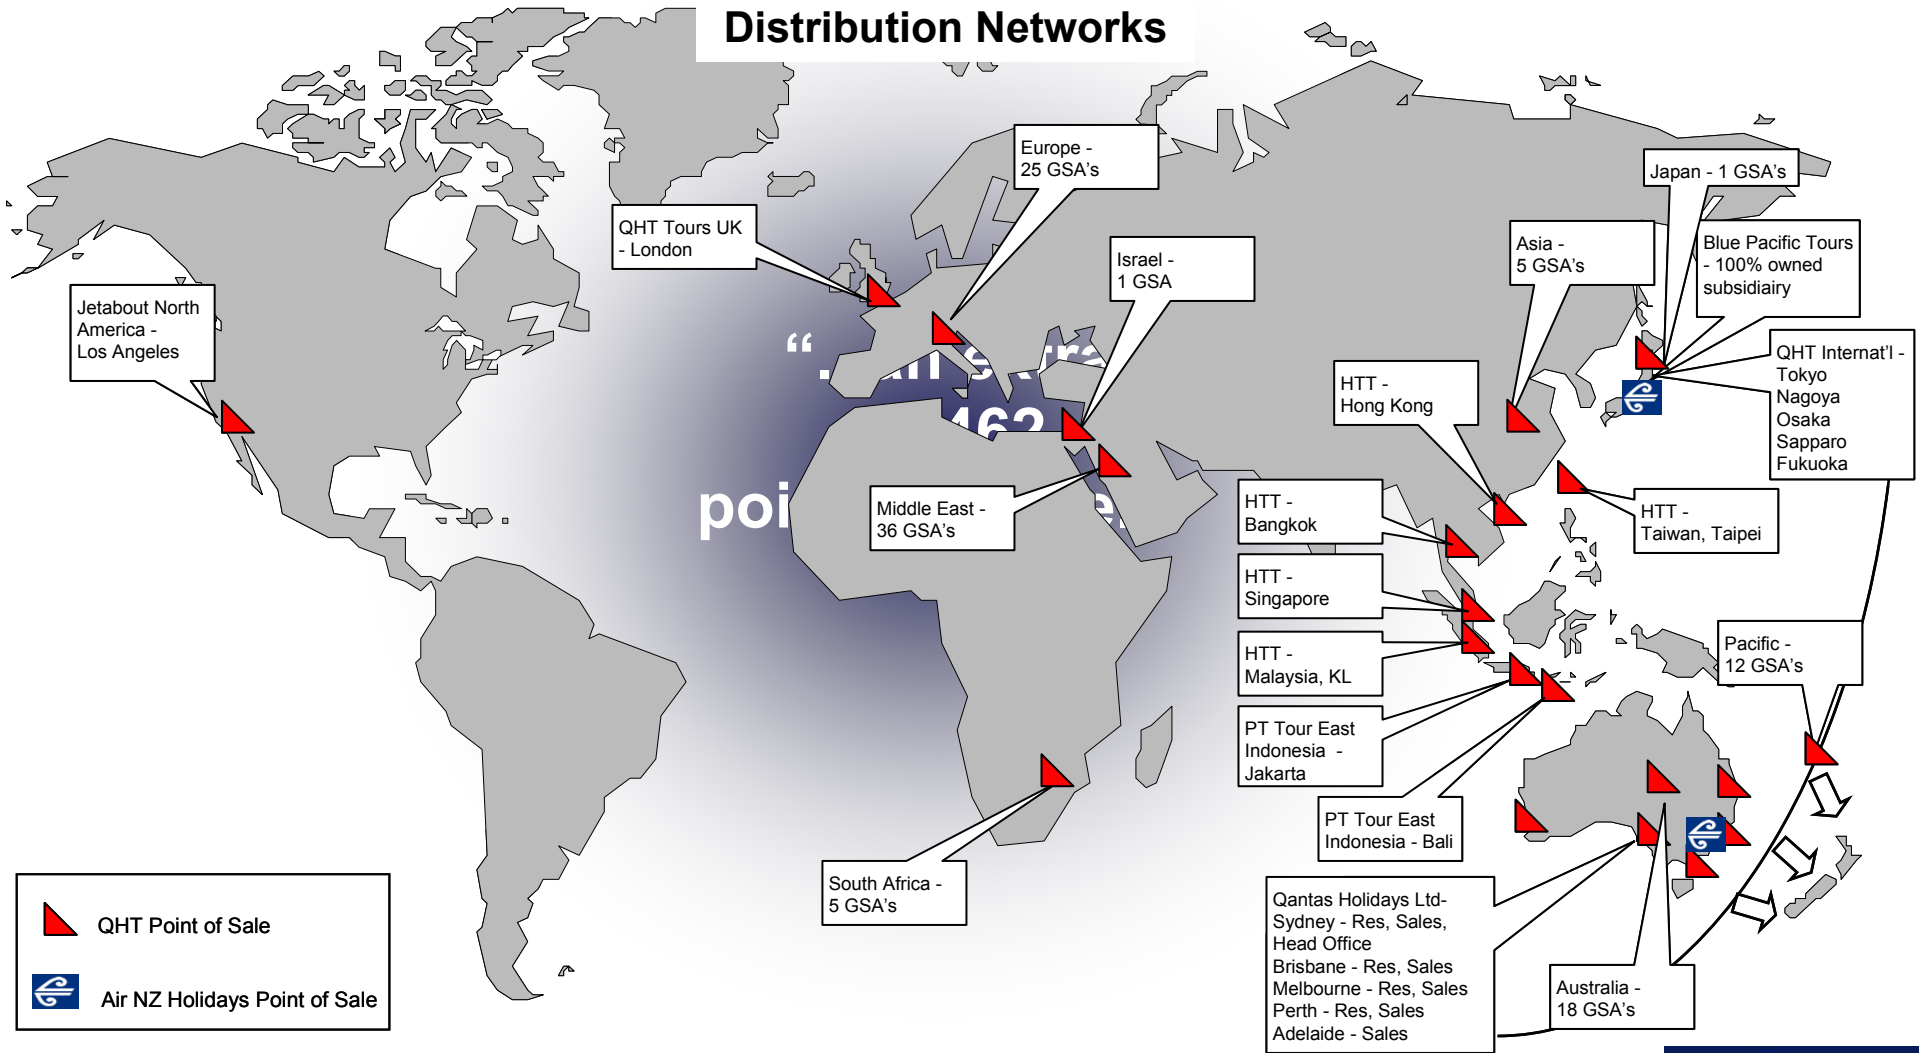 Distribution Networks
Europe -
25 GSA's
Japan - 1 GSA's
QHT Tours UK
- London
Israel -
1 GSA
Asia -
5 GSA's
Blue Pacific Tours
- 100% owned
subsidiairy
Jetabout North
America -
Los Angeles
QHT Internat'l -
Tokyo
Nagoya
Osaka
Sapparo
Fukuoka
HTT -
Hong Kong
Middle East -
36 GSA's
HTT -
Bangkok
HTT -
Taiwan, Taipei
HTT -
Singapore
HTT -
Malaysia, KL
Pacific -
12 GSA's
PT Tour East
Indonesia -
Jakarta
PT Tour East
Indonesia - Bali
South Africa -
5 GSA's
Qantas Holidays Ltd-
Sydney - Res, Sales,
Head Office
Brisbane - Res, Sales
Melbourne - Res, Sales
Perth - Res, Sales
Adelaide - Sales
Australia -
18 GSA's
QHT Point of Sale
Air NZ Holidays Point of Sale